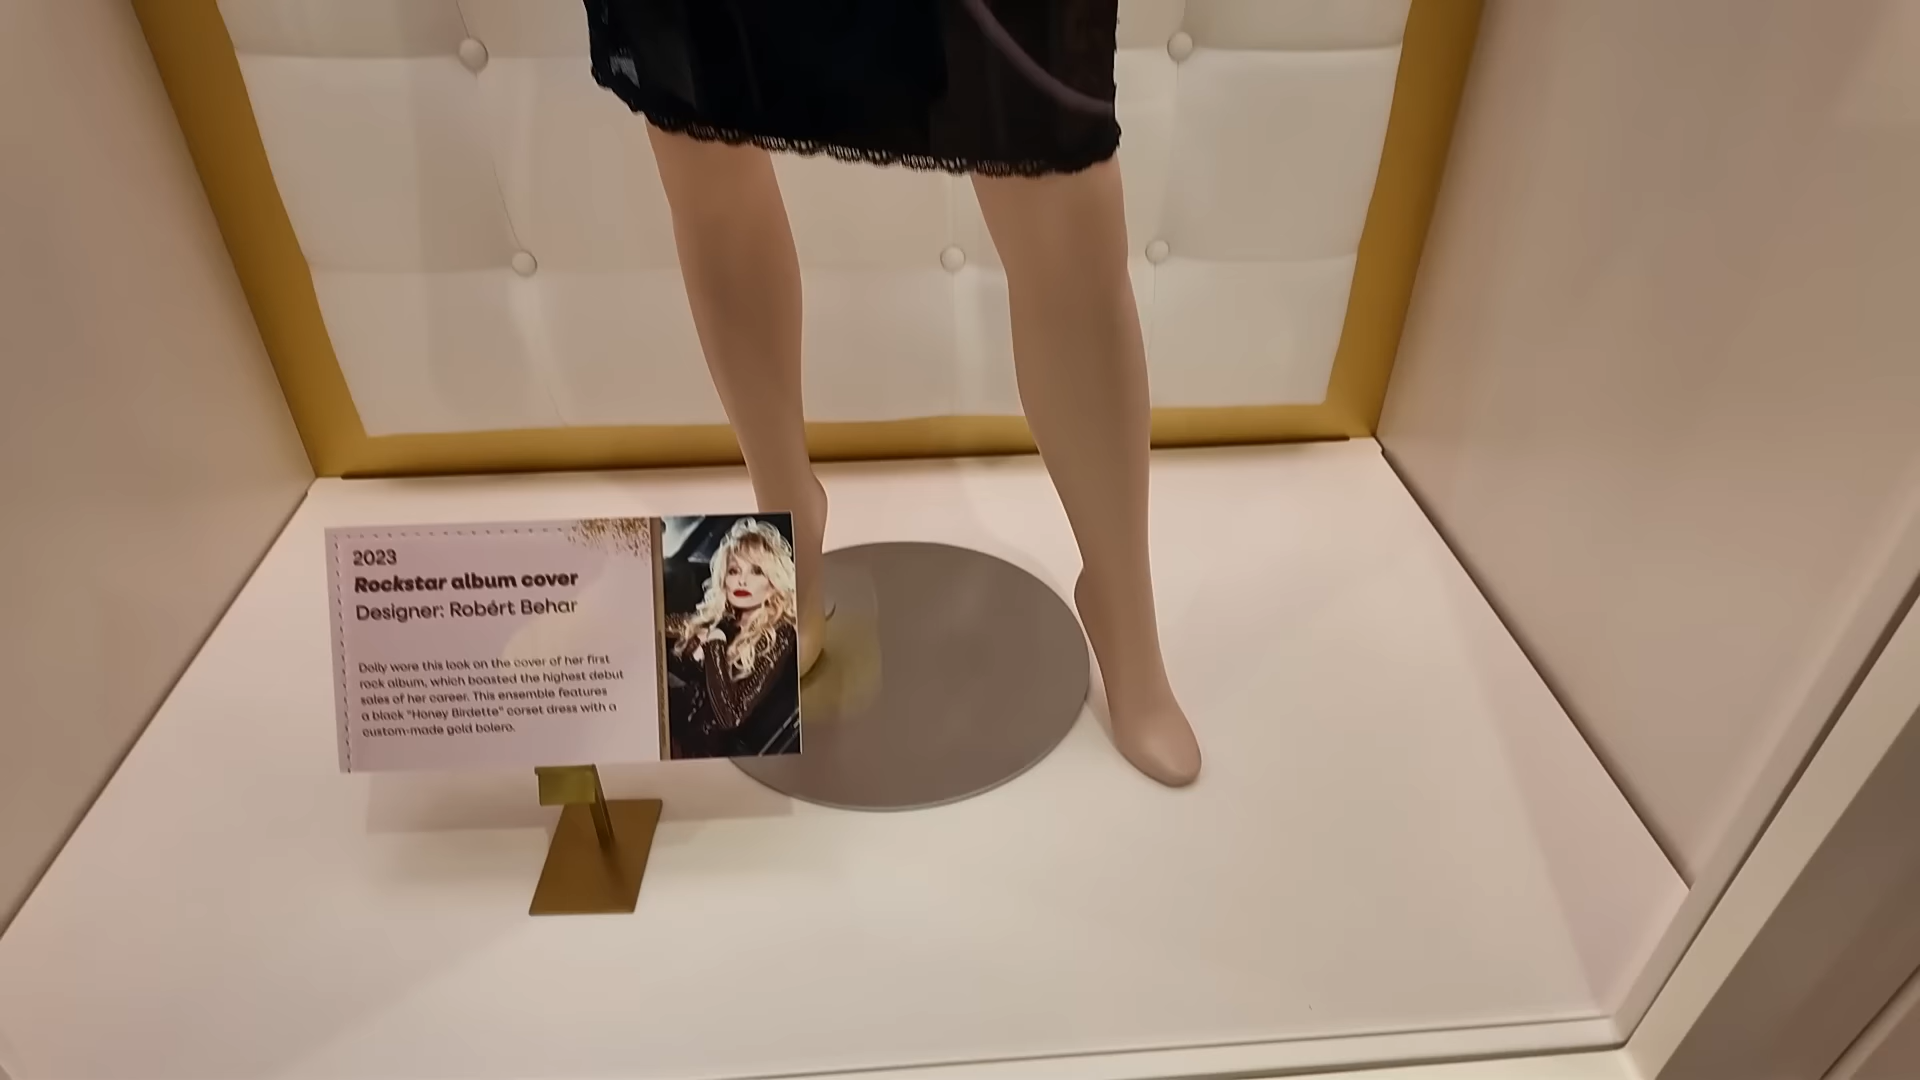 2023
Rockstar album cover
Designer: Robért Behar
Dolly wore this look on the cover of her first
rock album, which boasted the highest debut
sales of her career. This ensemble features
a black "Honey Birdette" corset dress with a
custom-made gold bolero.